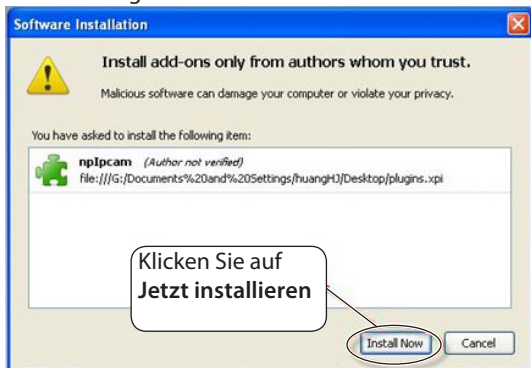 Software Installation
Install add-ons only from authors whom you trust.
Malicious software can damage your computer or violate your privacy.
You have asked to install the following item:
npIpcam (Author not verified)
file:///G:/Documents%20and%20Settings/huangHJ/Desktop/plugins.xpi
Klicken Sie auf
Jetzt installieren
Install Now Cancel